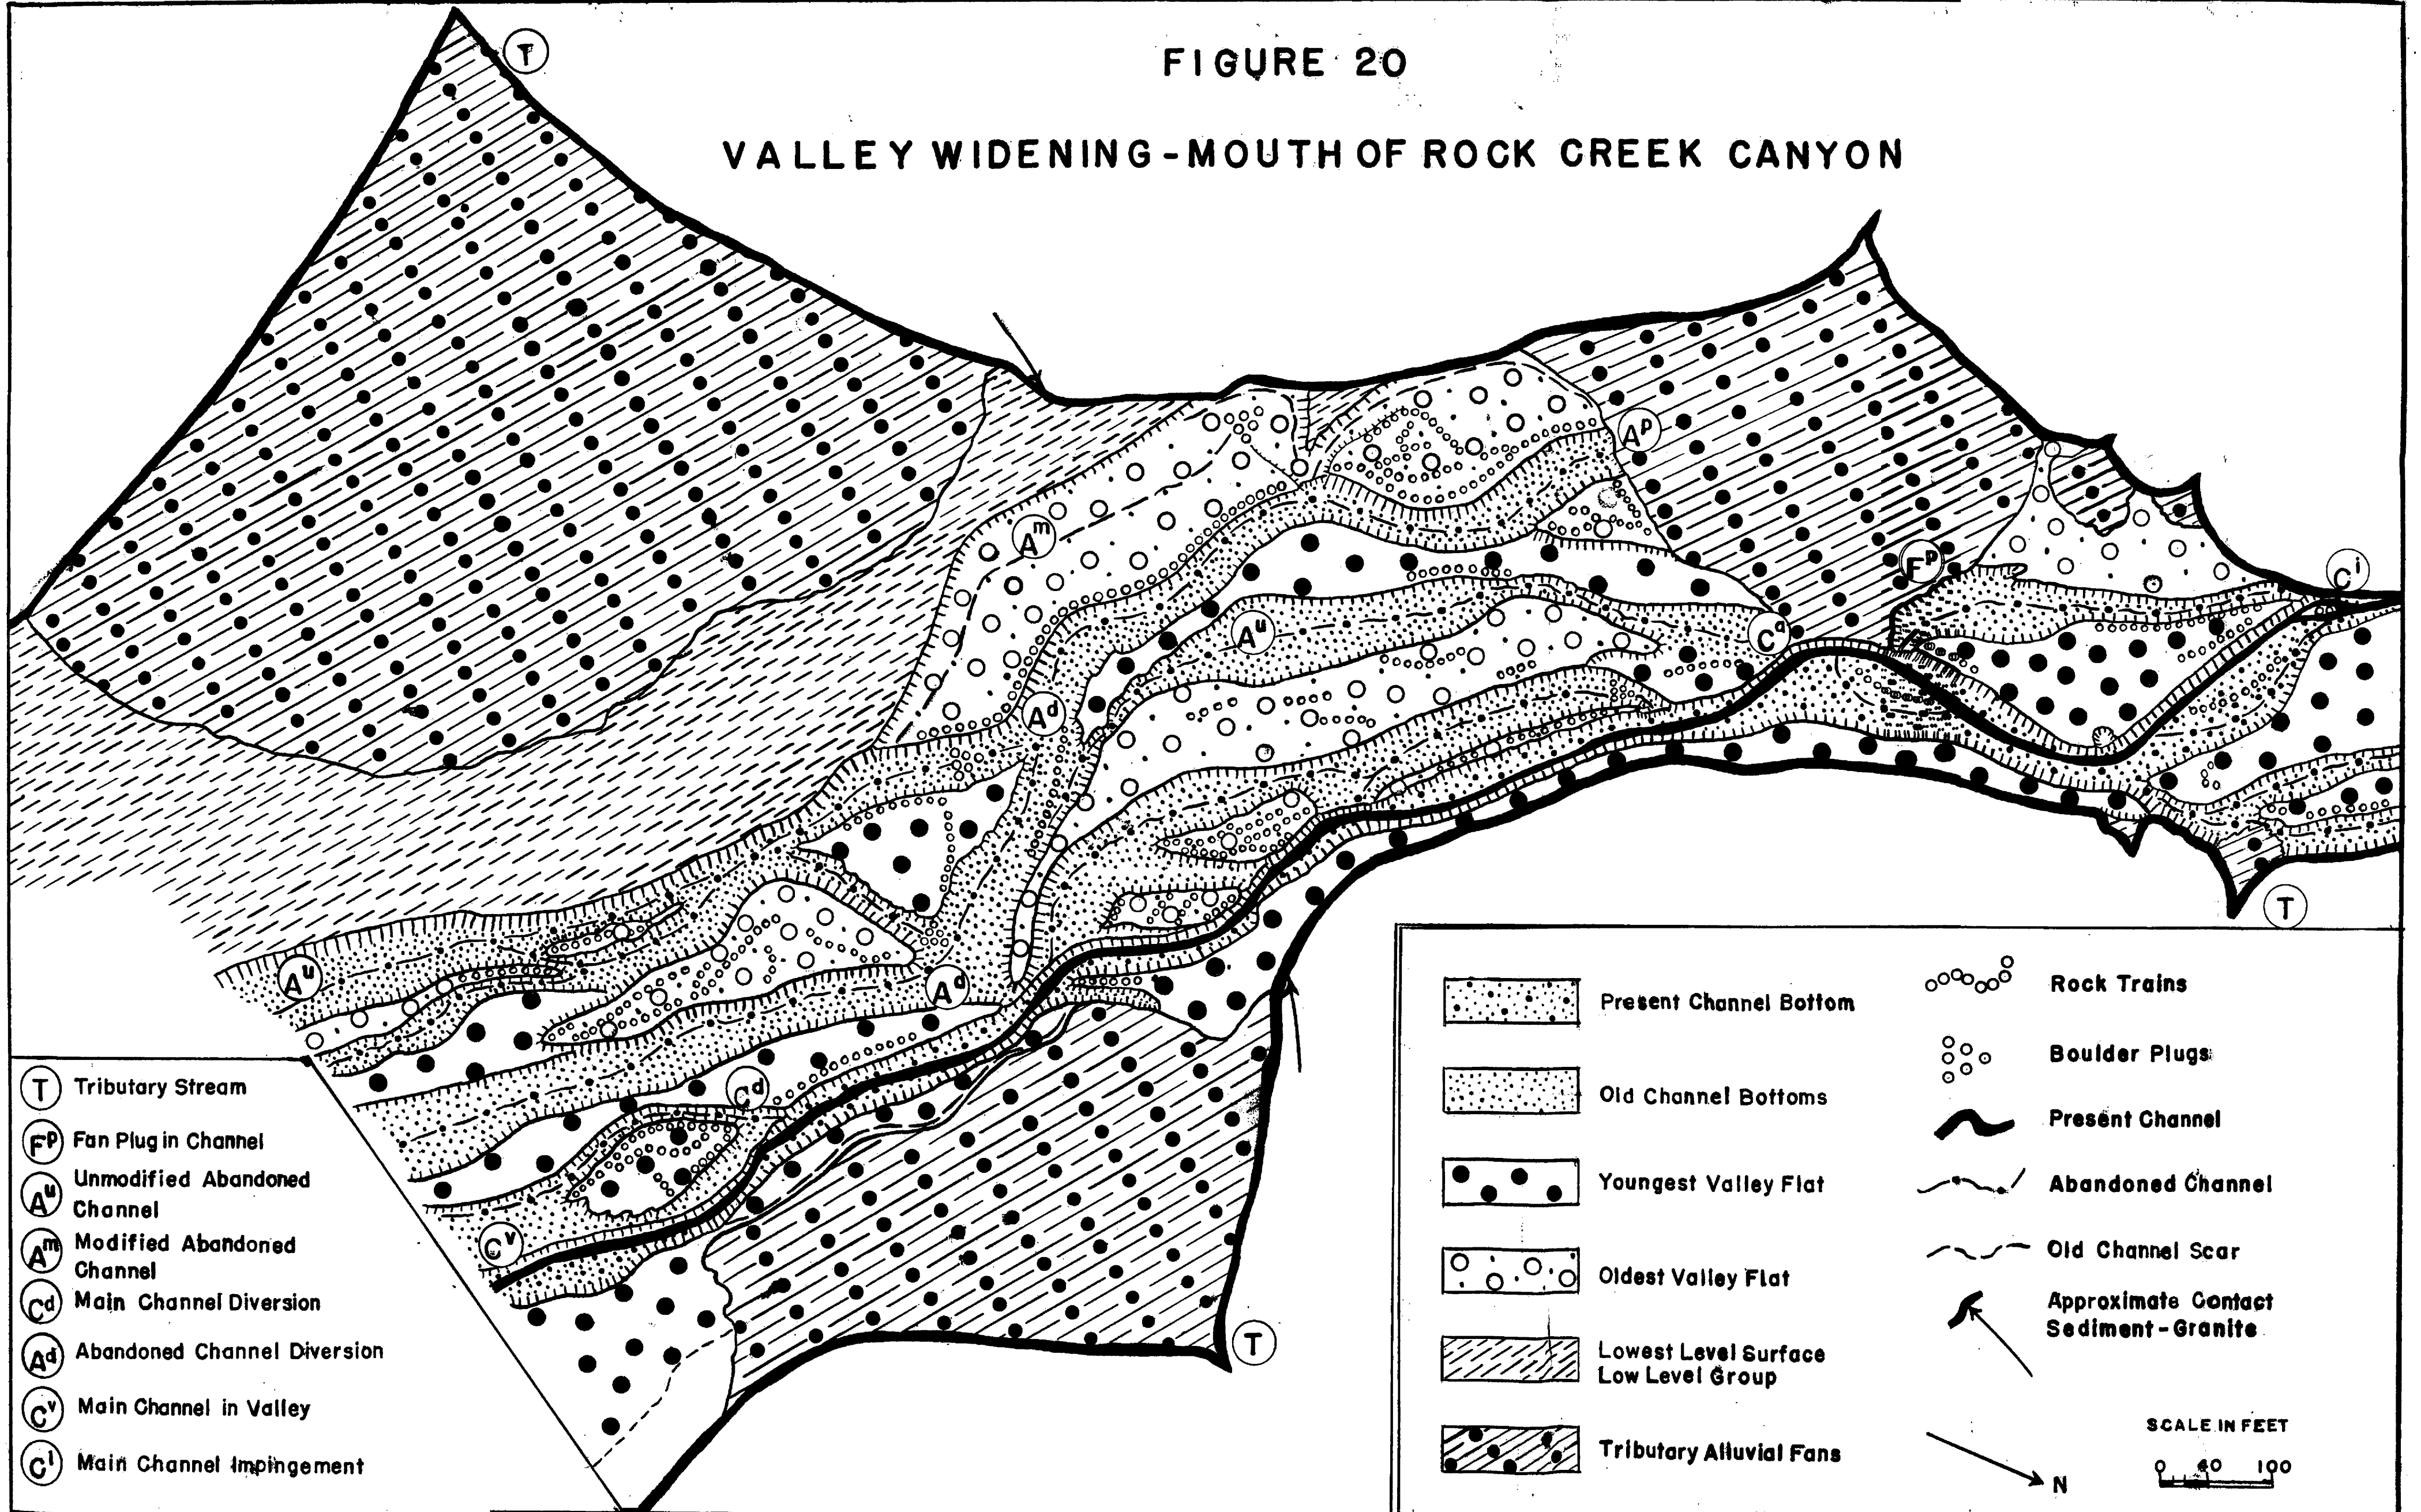 FIGURE 20
VALLEY WIDENING-MOUTH OF ROCK CREEK CANYON
T
Aᵖ
Aᵐ
Fᵖ
Cⁱ
Aᵘ
Cᵃ
Aᵈ
T
Aᵘ
Aᵈ
Cᵈ
Cᵛ
T
T Tributary Stream
Fᵖ Fan Plug in Channel
Aᵘ Unmodified Abandoned
Channel
Aᵐ Modified Abandoned
Channel
Cᵈ Main Channel Diversion
Aᵈ Abandoned Channel Diversion
Cᵛ Main Channel in Valley
Cⁱ Main Channel Impingement
Present Channel Bottom
Old Channel Bottoms
Youngest Valley Flat
Oldest Valley Flat
Lowest Level Surface
Low Level Group
Tributary Alluvial Fans
Rock Trains
Boulder Plugs
Present Channel
Abandoned Channel
Old Channel Scar
Approximate Contact
Sediment-Granite
N
SCALE IN FEET
0 40 100